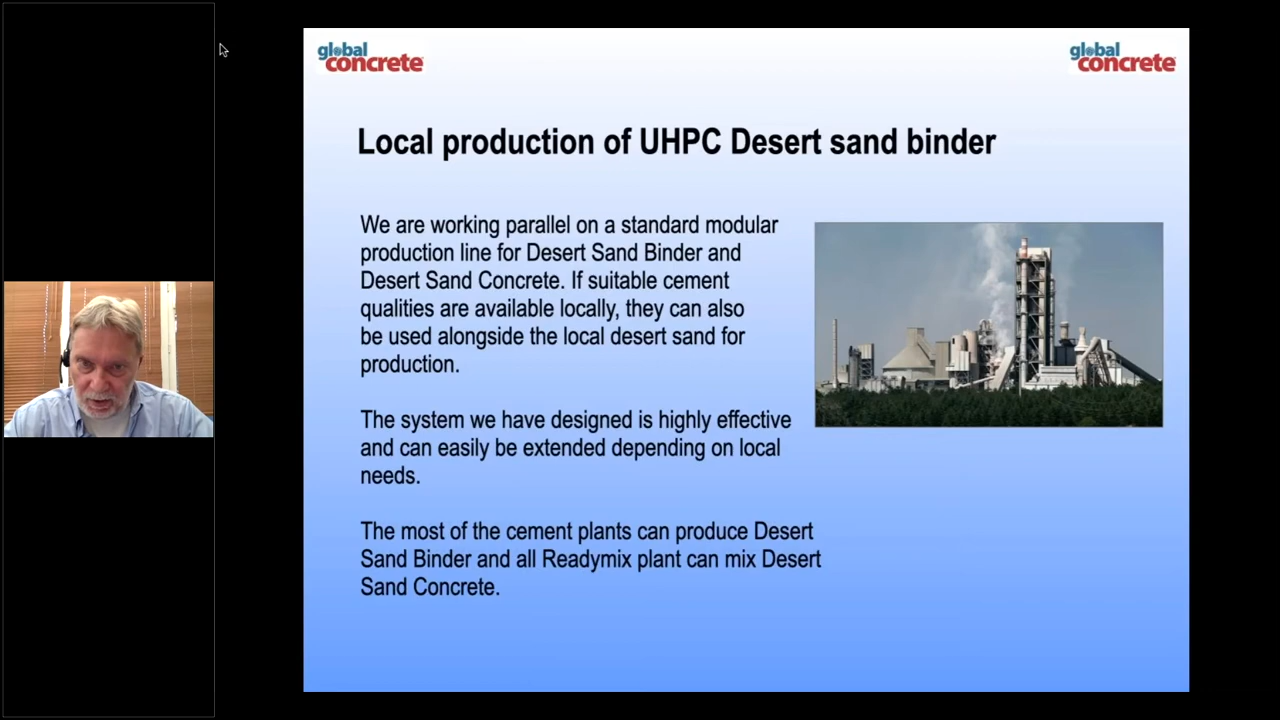 global
concrete
global
concrete
Local production of UHPC Desert sand binder
We are working parallel on a standard modular
production line for Desert Sand Binder and
Desert Sand Concrete. If suitable cement
qualities are available locally, they can also
be used alongside the local desert sand for
production.
The system we have designed is highly effective
and can easily be extended depending on local
needs.
The most of the cement plants can produce Desert
Sand Binder and all Readymix plant can mix Desert
Sand Concrete.